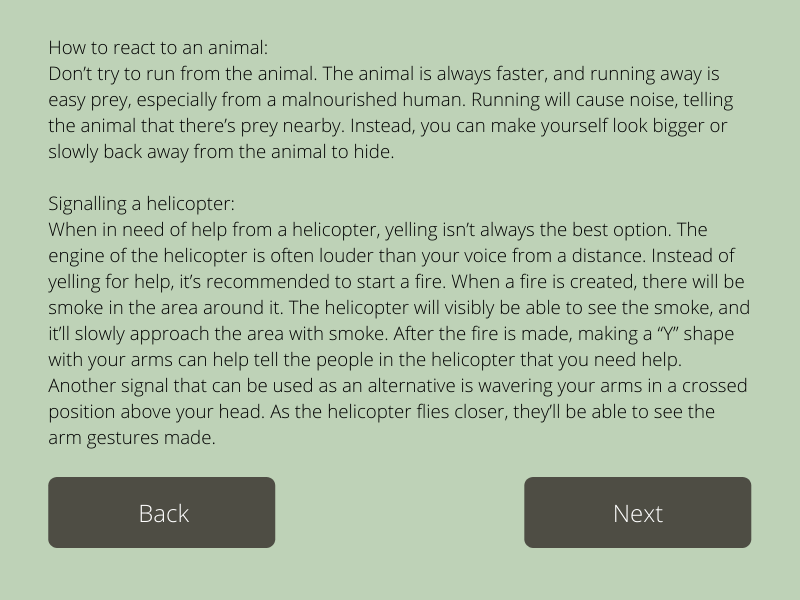 How to react to an animal:
Don’t try to run from the animal. The animal is always faster, and running away is
easy prey, especially from a malnourished human. Running will cause noise, telling
the animal that there’s prey nearby. Instead, you can make yourself look bigger or
slowly back away from the animal to hide.
Signalling a helicopter:
When in need of help from a helicopter, yelling isn’t always the best option. The
engine of the helicopter is often louder than your voice from a distance. Instead of
yelling for help, it’s recommended to start a fire. When a fire is created, there will be
smoke in the area around it. The helicopter will visibly be able to see the smoke, and
it’ll slowly approach the area with smoke. After the fire is made, making a “Y” shape
with your arms can help tell the people in the helicopter that you need help.
Another signal that can be used as an alternative is wavering your arms in a crossed
position above your head. As the helicopter flies closer, they’ll be able to see the
arm gestures made.
Back
Next